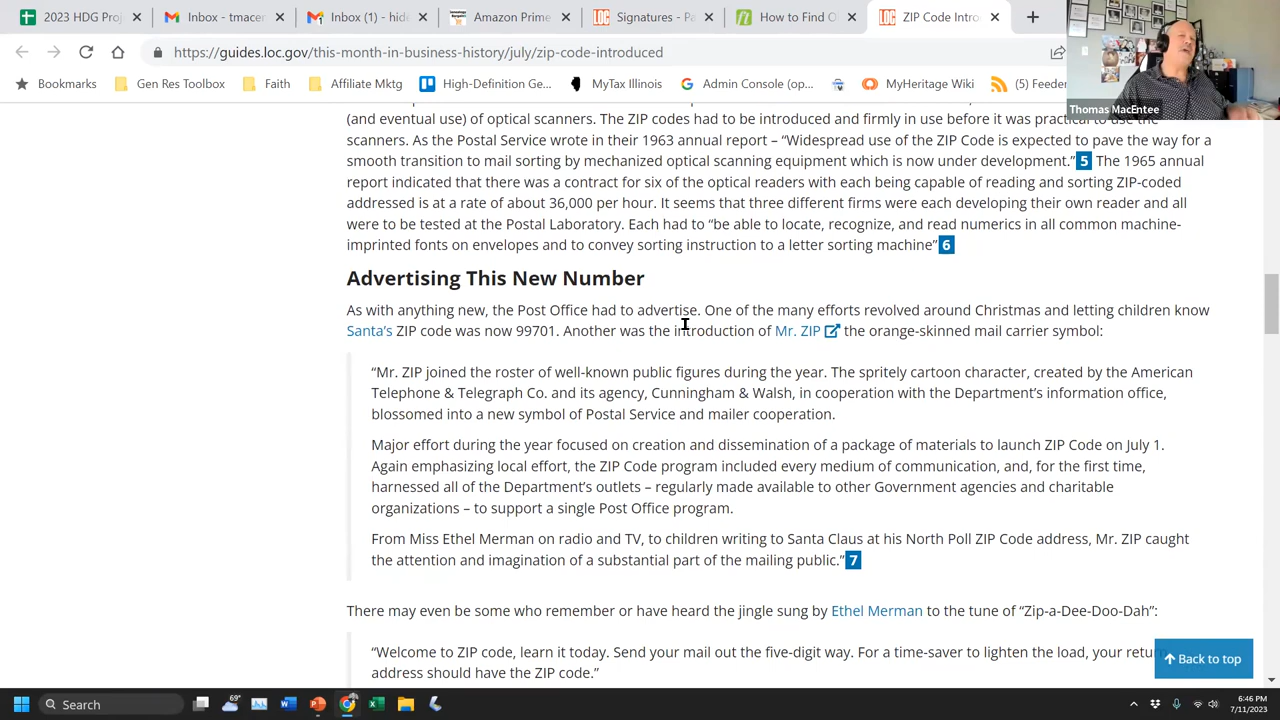 2023 HDG Proj
Inbox - tmacen
Inbox (1) - hide
Amazon Prime
LOC Signatures - Pa
How to Find O
LOC ZIP Code Intro
https://guides.loc.gov/this-month-in-business-history/july/zip-code-introduced
Bookmarks
Gen Res Toolbox
Faith
Affiliate Mktg
High-Definition Ge...
MyTax Illinois
Admin Console (op...
MyHeritage Wiki
(5) Feeder
Thomas MacEntee
(and eventual use) of optical scanners. The ZIP codes had to be introduced and firmly in use before it was practical to use the
scanners. As the Postal Service wrote in their 1963 annual report – “Widespread use of the ZIP Code is expected to pave the way for a
smooth transition to mail sorting by mechanized optical scanning equipment which is now under development.” 5 The 1965 annual
report indicated that there was a contract for six of the optical readers with each being capable of reading and sorting ZIP-coded
addressed is at a rate of about 36,000 per hour. It seems that three different firms were each developing their own reader and all
were to be tested at the Postal Laboratory. Each had to “be able to locate, recognize, and read numerics in all common machine-
imprinted fonts on envelopes and to convey sorting instruction to a letter sorting machine” 6
Advertising This New Number
As with anything new, the Post Office had to advertise. One of the many efforts revolved around Christmas and letting children know
Santa's ZIP code was now 99701. Another was the introduction of Mr. ZIP the orange-skinned mail carrier symbol:
“Mr. ZIP joined the roster of well-known public figures during the year. The spritely cartoon character, created by the American
Telephone & Telegraph Co. and its agency, Cunningham & Walsh, in cooperation with the Department's information office,
blossomed into a new symbol of Postal Service and mailer cooperation.
Major effort during the year focused on creation and dissemination of a package of materials to launch ZIP Code on July 1.
Again emphasizing local effort, the ZIP Code program included every medium of communication, and, for the first time,
harnessed all of the Department's outlets – regularly made available to other Government agencies and charitable
organizations – to support a single Post Office program.
From Miss Ethel Merman on radio and TV, to children writing to Santa Claus at his North Poll ZIP Code address, Mr. ZIP caught
the attention and imagination of a substantial part of the mailing public.” 7
There may even be some who remember or have heard the jingle sung by Ethel Merman to the tune of “Zip-a-Dee-Doo-Dah”:
“Welcome to ZIP code, learn it today. Send your mail out the five-digit way. For a time-saver to lighten the load, your retu
address should have the ZIP code.”
Back to top
Search
69°
6:46 PM
7/11/2023